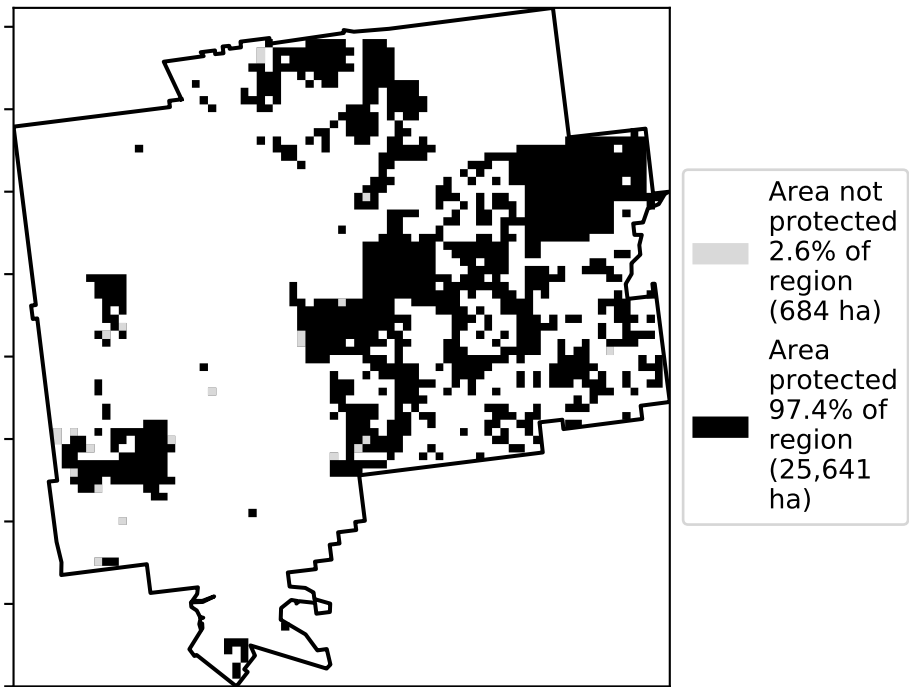 Area not
protected
2.6% of
region
(684 ha)
Area
protected
97.4% of
region
(25,641
ha)